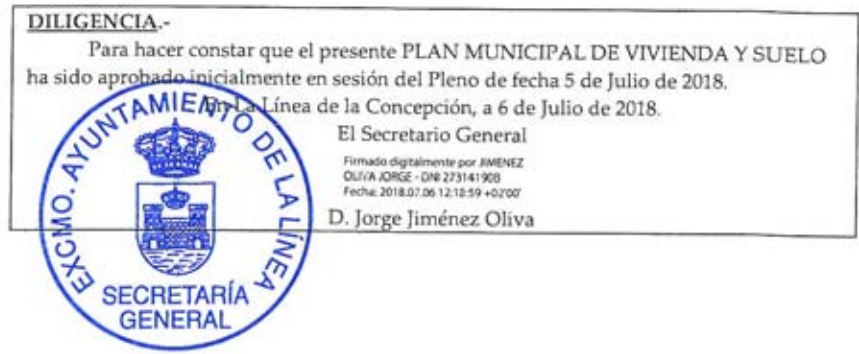 DILIGENCIA.-
Para hacer constar que el presente PLAN MUNICIPAL DE VIVIENDA Y SUELO
ha sido aprobado inicialmente en sesión del Pleno de fecha 5 de Julio de 2018.
En La Línea de la Concepción, a 6 de Julio de 2018.
El Secretario General
Firmado digitalmente por JIMENEZ
OLIVA JORGE - DNI 27314190B
Fecha: 2018.07.06 12:10:59 +02'00'
D. Jorge Jiménez Oliva
EXCMO. AYUNTAMIENTO DE LA LÍNEA
SECRETARÍA
GENERAL